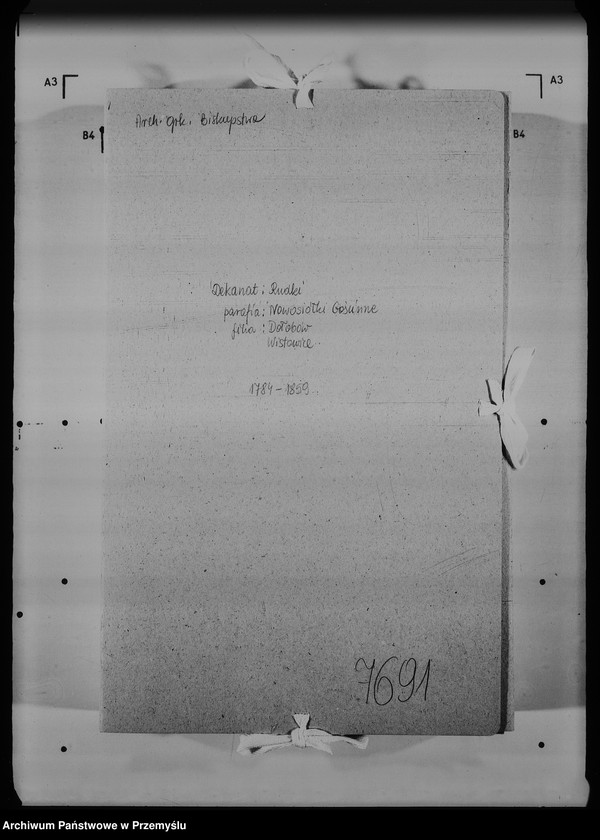 A3
A3
B4
B4
Arch. gr.k. Biskupstwa
Dekanat: Rudki
parafia: Nowosiółki Gościnne
filia: Dołobów
Wistowice
1784-1859
7691
Archiwum Państwowe w Przemyślu